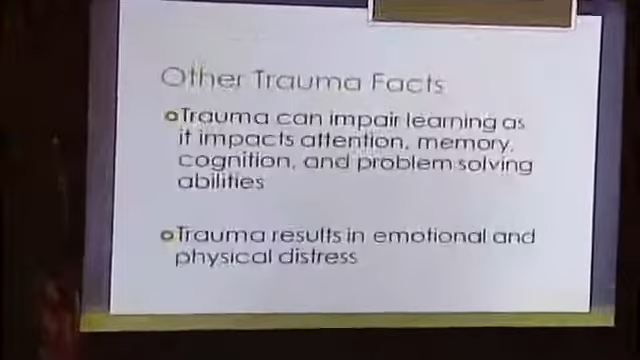 Other Trauma Facts
Trauma can impair learning as
it impacts attention, memory,
cognition, and problem solving
abilities
Trauma results in emotional and
physical distress